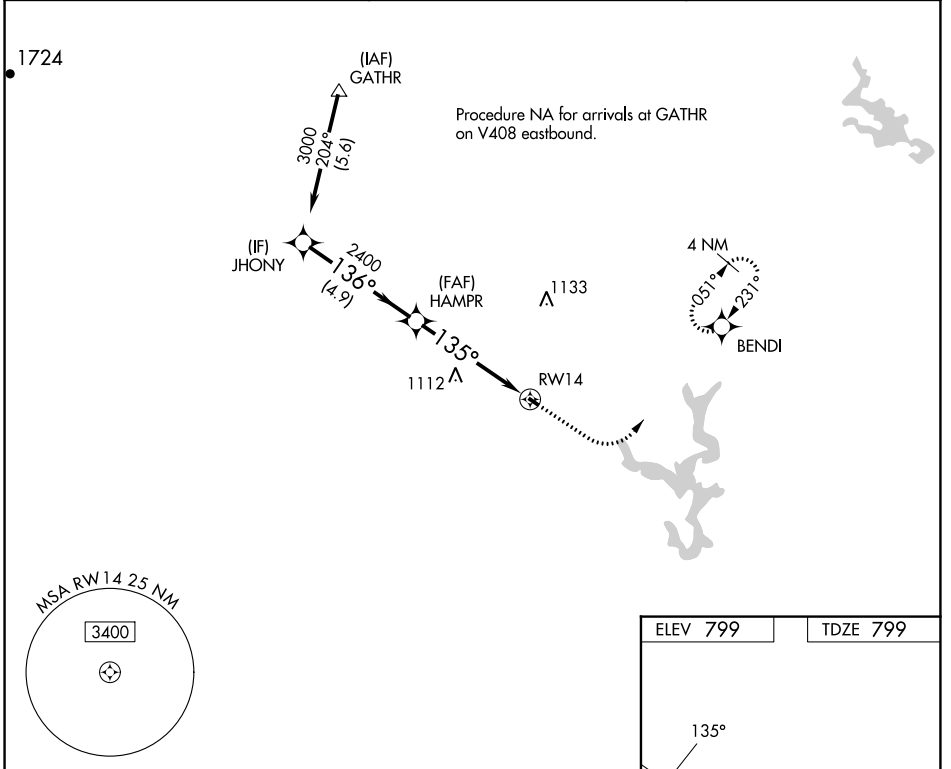 1724
(IAF)
GATHR
Procedure NA for arrivals at GATHR
on V408 eastbound.
3000
204°
(5.6)
(IF)
JHONY
2400
136°
(4.9)
(FAF)
HAMPR
1133
4 NM
051°
231°
BENDI
135°
1112
RW14
MSA RW14 25 NM
3400
ELEV 799
TDZE 799
135°